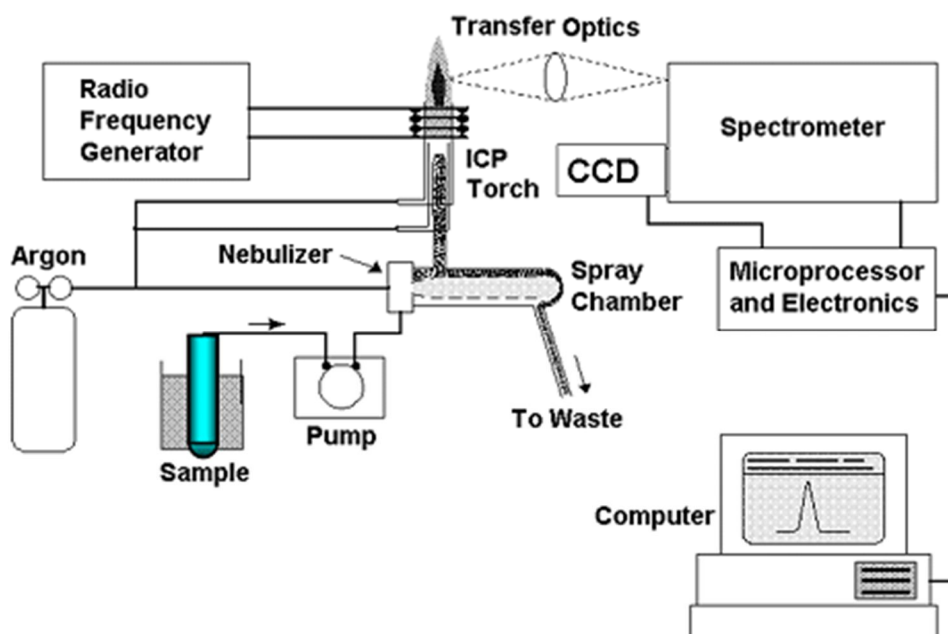 Transfer Optics
Radio
Frequency
Generator
Spectrometer
ICP
Torch
CCD
Argon
Nebulizer
Spray
Chamber
Microprocessor
and Electronics
To Waste
Pump
Sample
Computer